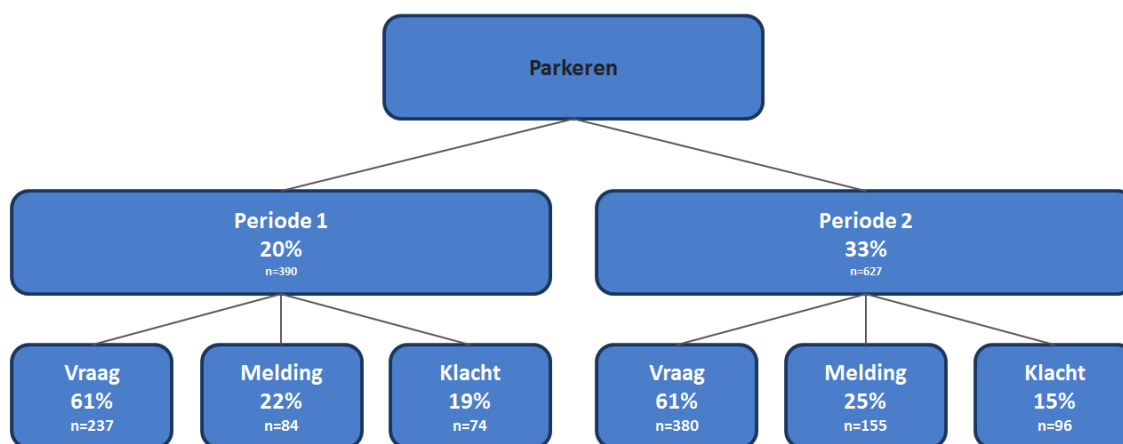 Parkeren
Periode 1
20%
n=390
Periode 2
33%
n=627
Vraag
61%
n=237
Melding
22%
n=84
Klacht
19%
n=74
Vraag
61%
n=380
Melding
25%
n=155
Klacht
15%
n=96